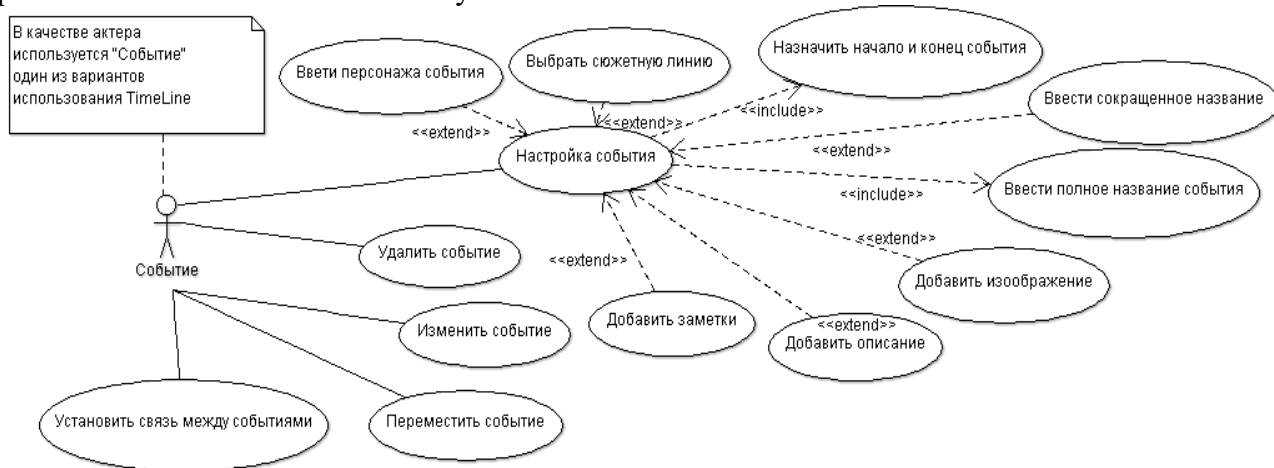 В качестве актера
используется "Событие"
один из вариантов
использования TimeLine
Ввети персонажа события
Выбрать сюжетную линию
Назначить начало и конец события
Ввести сокращенное название
<<extend>>
<<extend>>
<<include>>
Настройка события
<<extend>>
<<include>>
Ввести полное название события
Событие
Удалить событие
<<extend>>
<<extend>>
Добавить изоображение
Изменить событие
Добавить заметки
<<extend>>
Добавить описание
Установить связь между событиями
Переместить событие